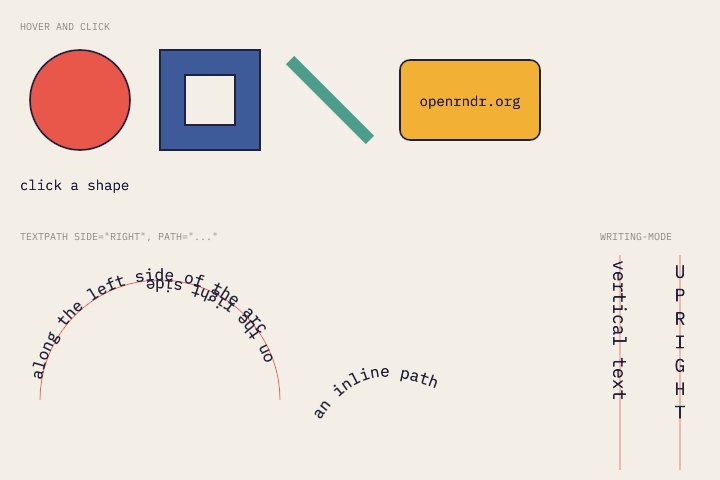 HOVER AND CLICK
openrndr.org
click a shape
TEXTPATH SIDE="RIGHT", PATH="..."
WRITING-MODE
along the left side of the arc
on the right side
an inline path
vertical text
UPRIGHT